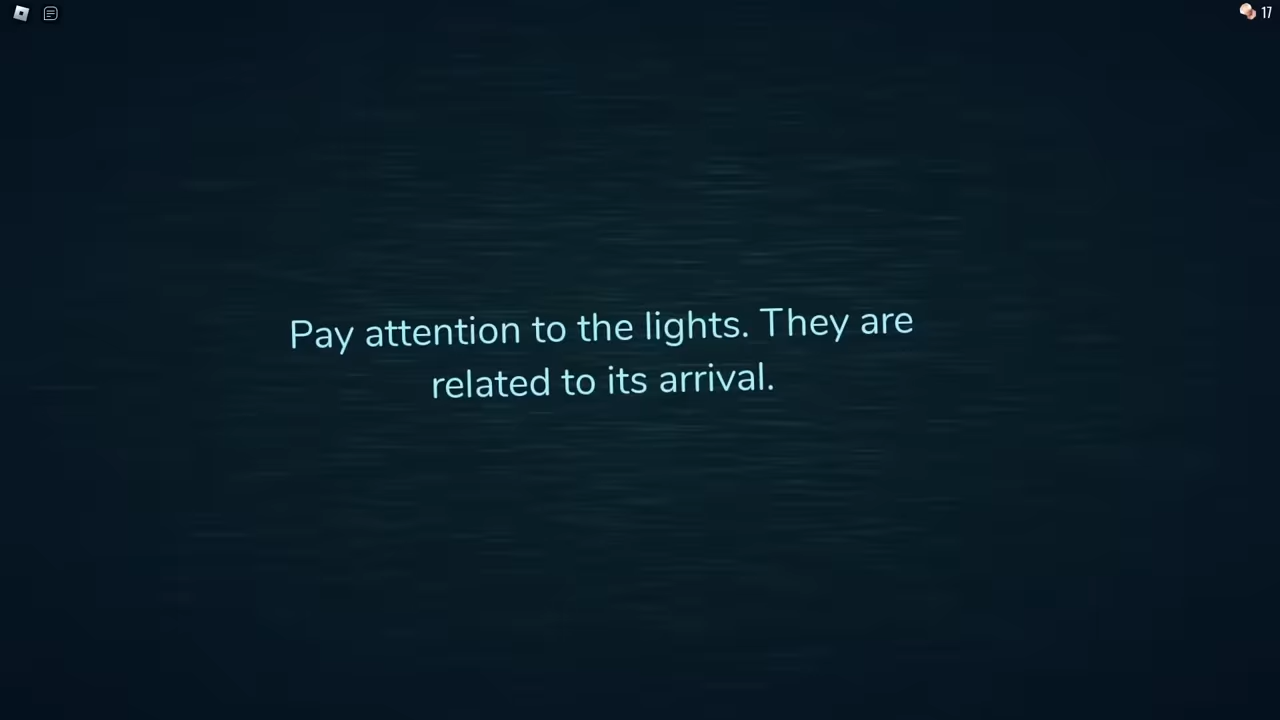 17
Pay attention to the lights. They are
related to its arrival.